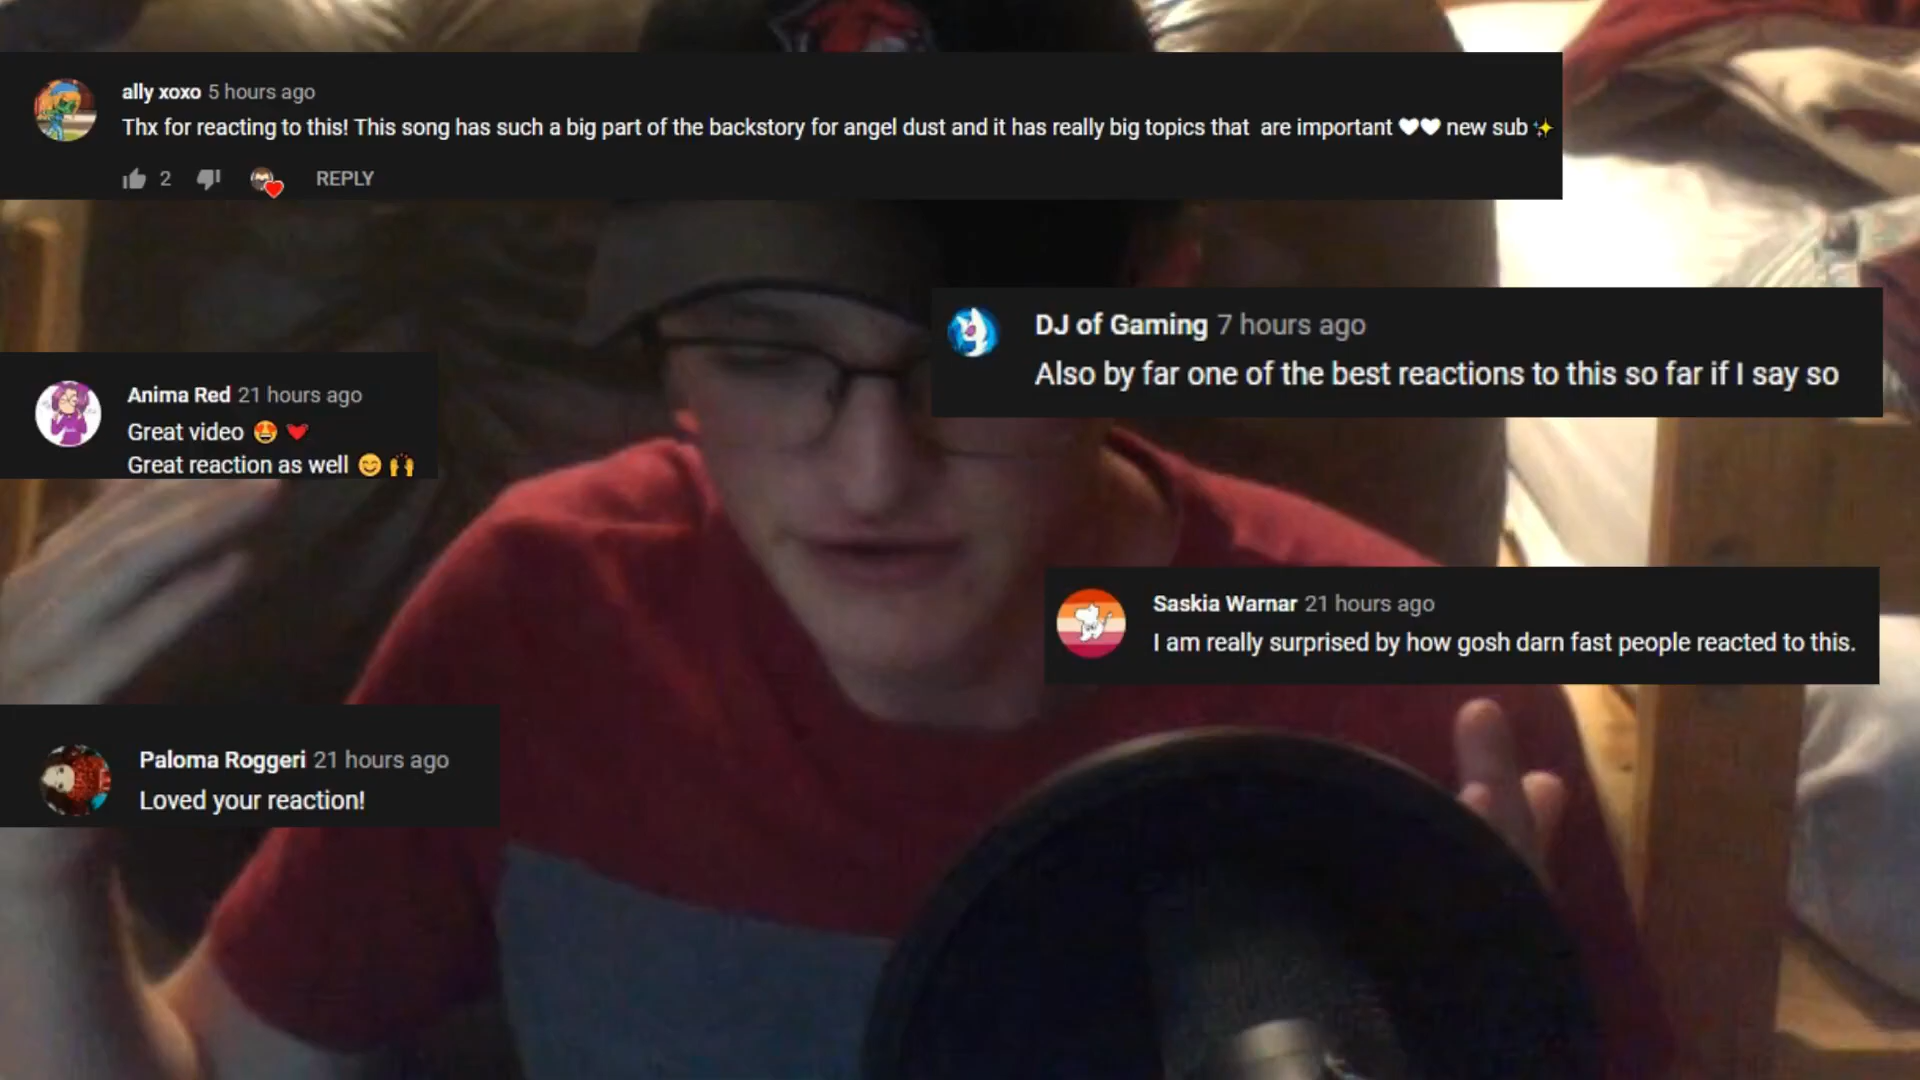 ally xoxo 5 hours ago
Thx for reacting to this! This song has such a big part of the backstory for angel dust and it has really big topics that  are important 🤍🤍 new sub ✨
2 REPLY
DJ of Gaming 7 hours ago
Also by far one of the best reactions to this so far if I say so
Anima Red 21 hours ago
Great video 🤩 💓
Great reaction as well 😊 🙌
Saskia Warnar 21 hours ago
I am really surprised by how gosh darn fast people reacted to this.
Paloma Roggeri 21 hours ago
Loved your reaction!